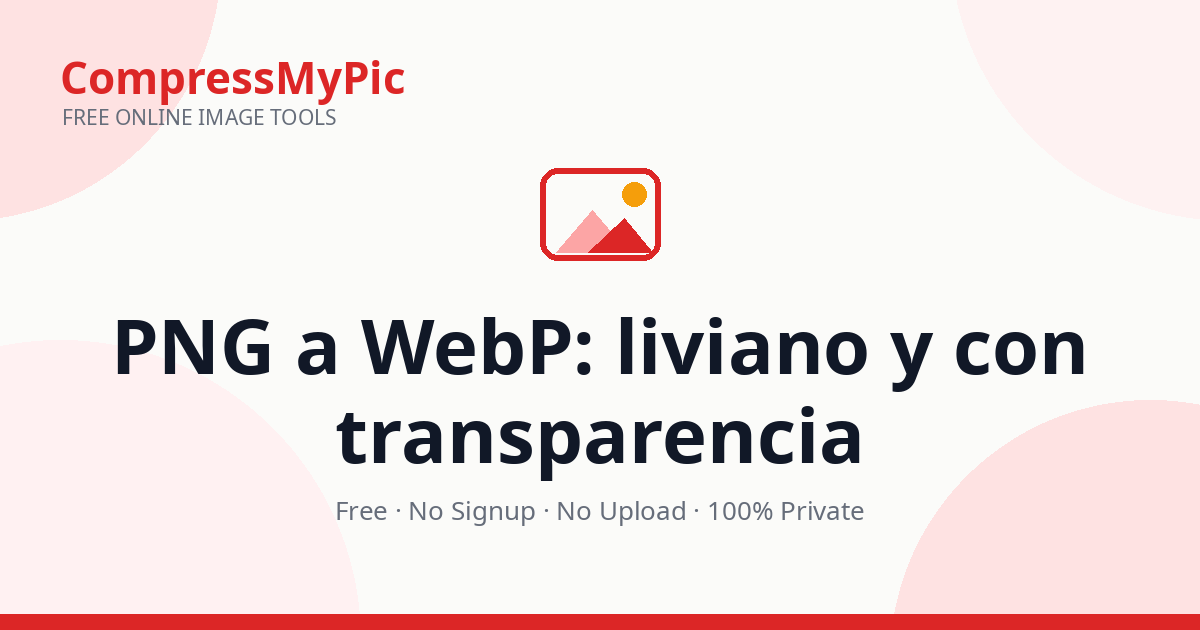 CompressMyPic
FREE ONLINE IMAGE TOOLS
PNG a WebP: liviano y con
transparencia
Free · No Signup · No Upload · 100% Private